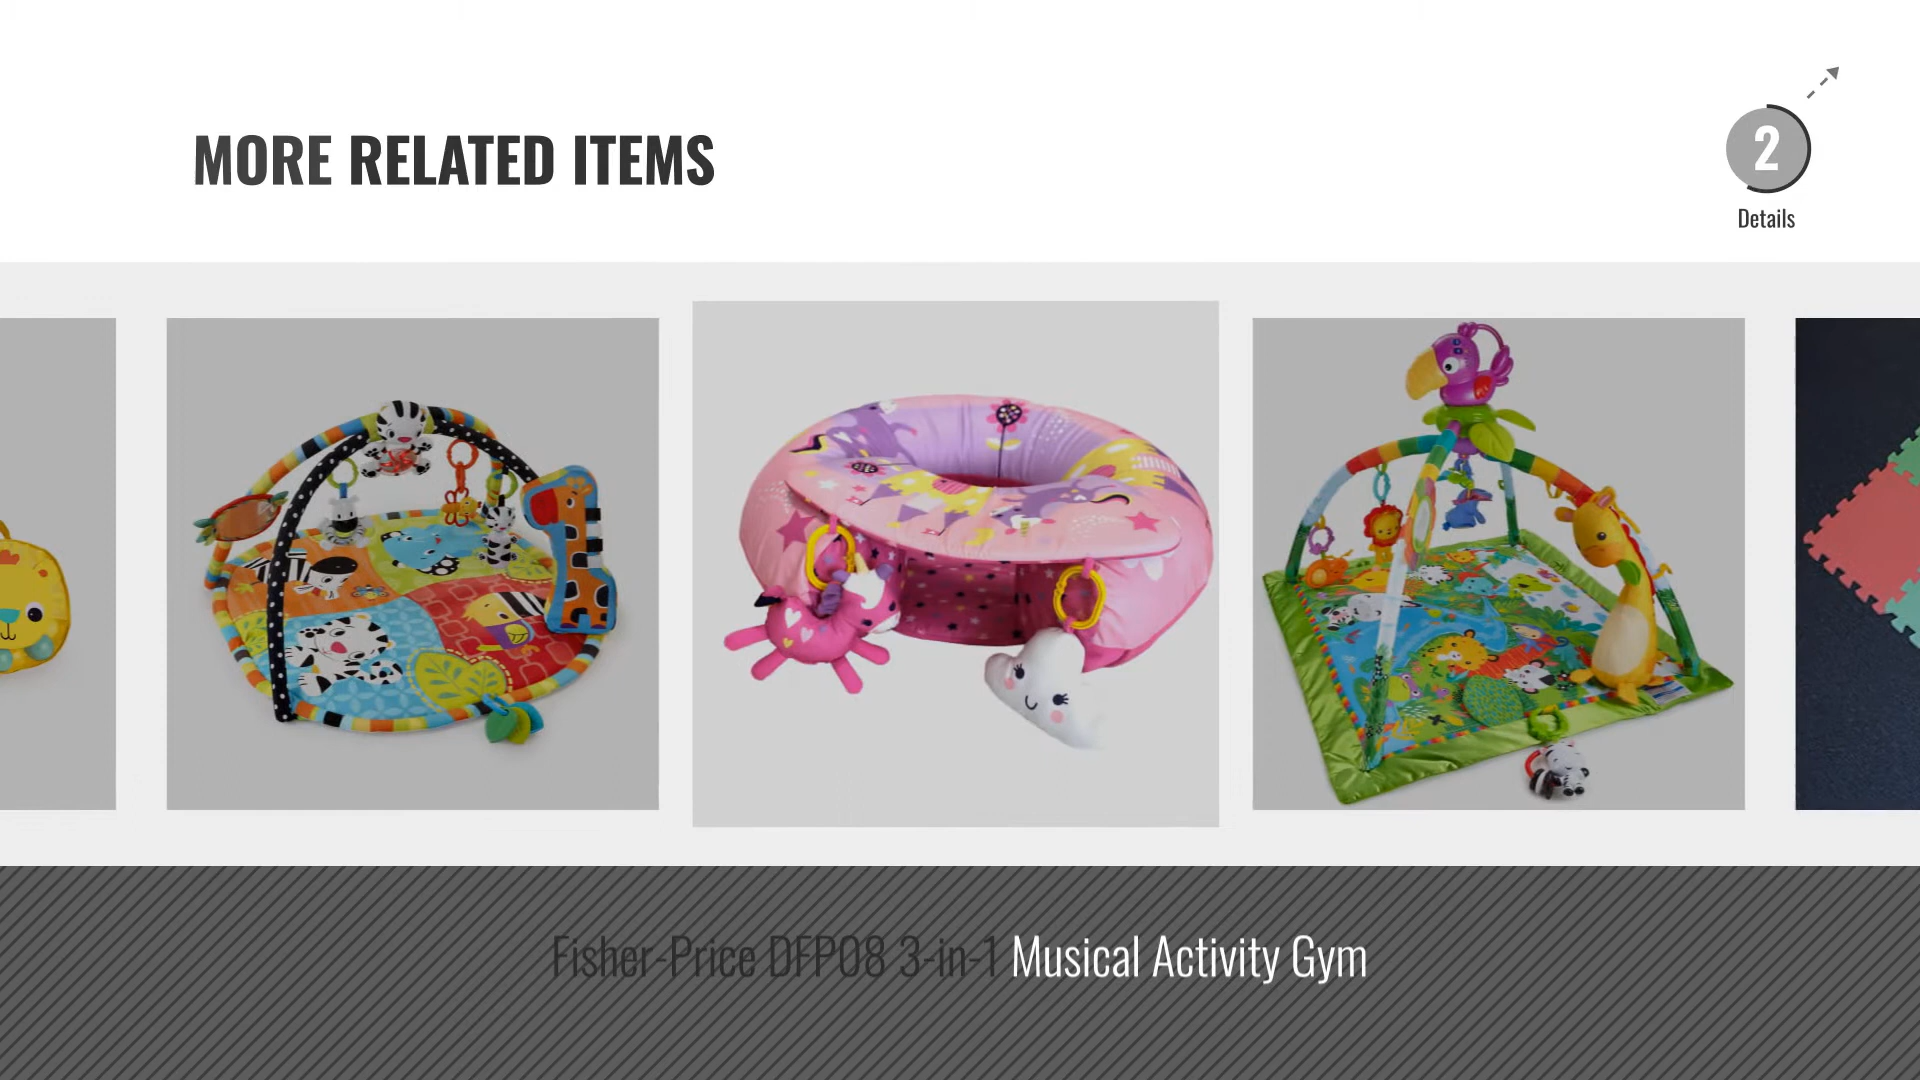 MORE RELATED ITEMS
2
Details
Fisher-Price DFP08 3-in-1 Musical Activity Gym